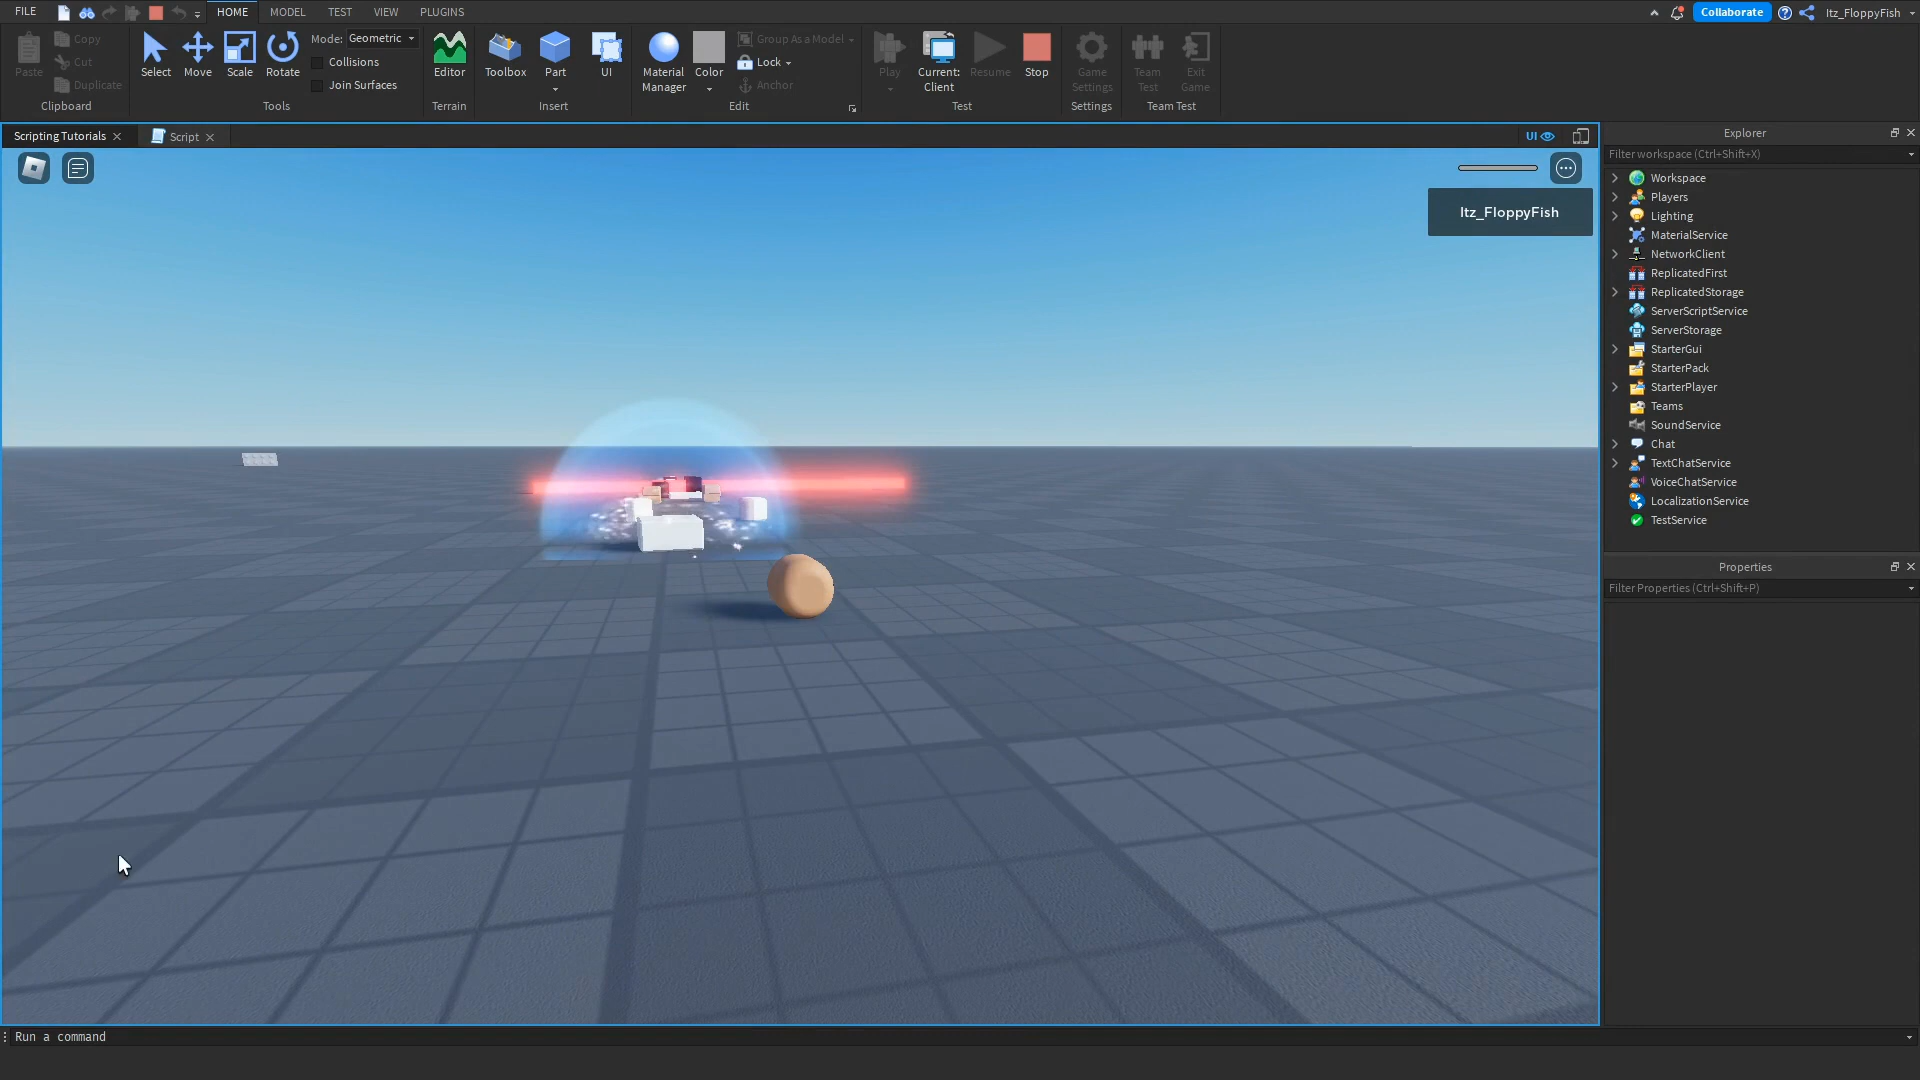 FILE
HOME
MODEL
TEST
VIEW
PLUGINS
Collaborate
Itz_FloppyFish
Paste
Copy
Cut
Duplicate
Clipboard
Select
Move
Scale
Rotate
Mode: Geometric
Collisions
Join Surfaces
Tools
Editor
Terrain
Toolbox
Part
UI
Insert
Material
Manager
Color
Group As a Model
Lock
Anchor
Edit
Play
Current:
Client
Resume
Stop
Test
Game
Settings
Settings
Team
Test
Exit
Game
Team Test
Scripting Tutorials
Script
UI
Itz_FloppyFish
Explorer
Filter workspace (Ctrl+Shift+X)
Workspace
Players
Lighting
MaterialService
NetworkClient
ReplicatedFirst
ReplicatedStorage
ServerScriptService
ServerStorage
StarterGui
StarterPack
StarterPlayer
Teams
SoundService
Chat
TextChatService
VoiceChatService
LocalizationService
TestService
Properties
Filter Properties (Ctrl+Shift+P)
Run a command